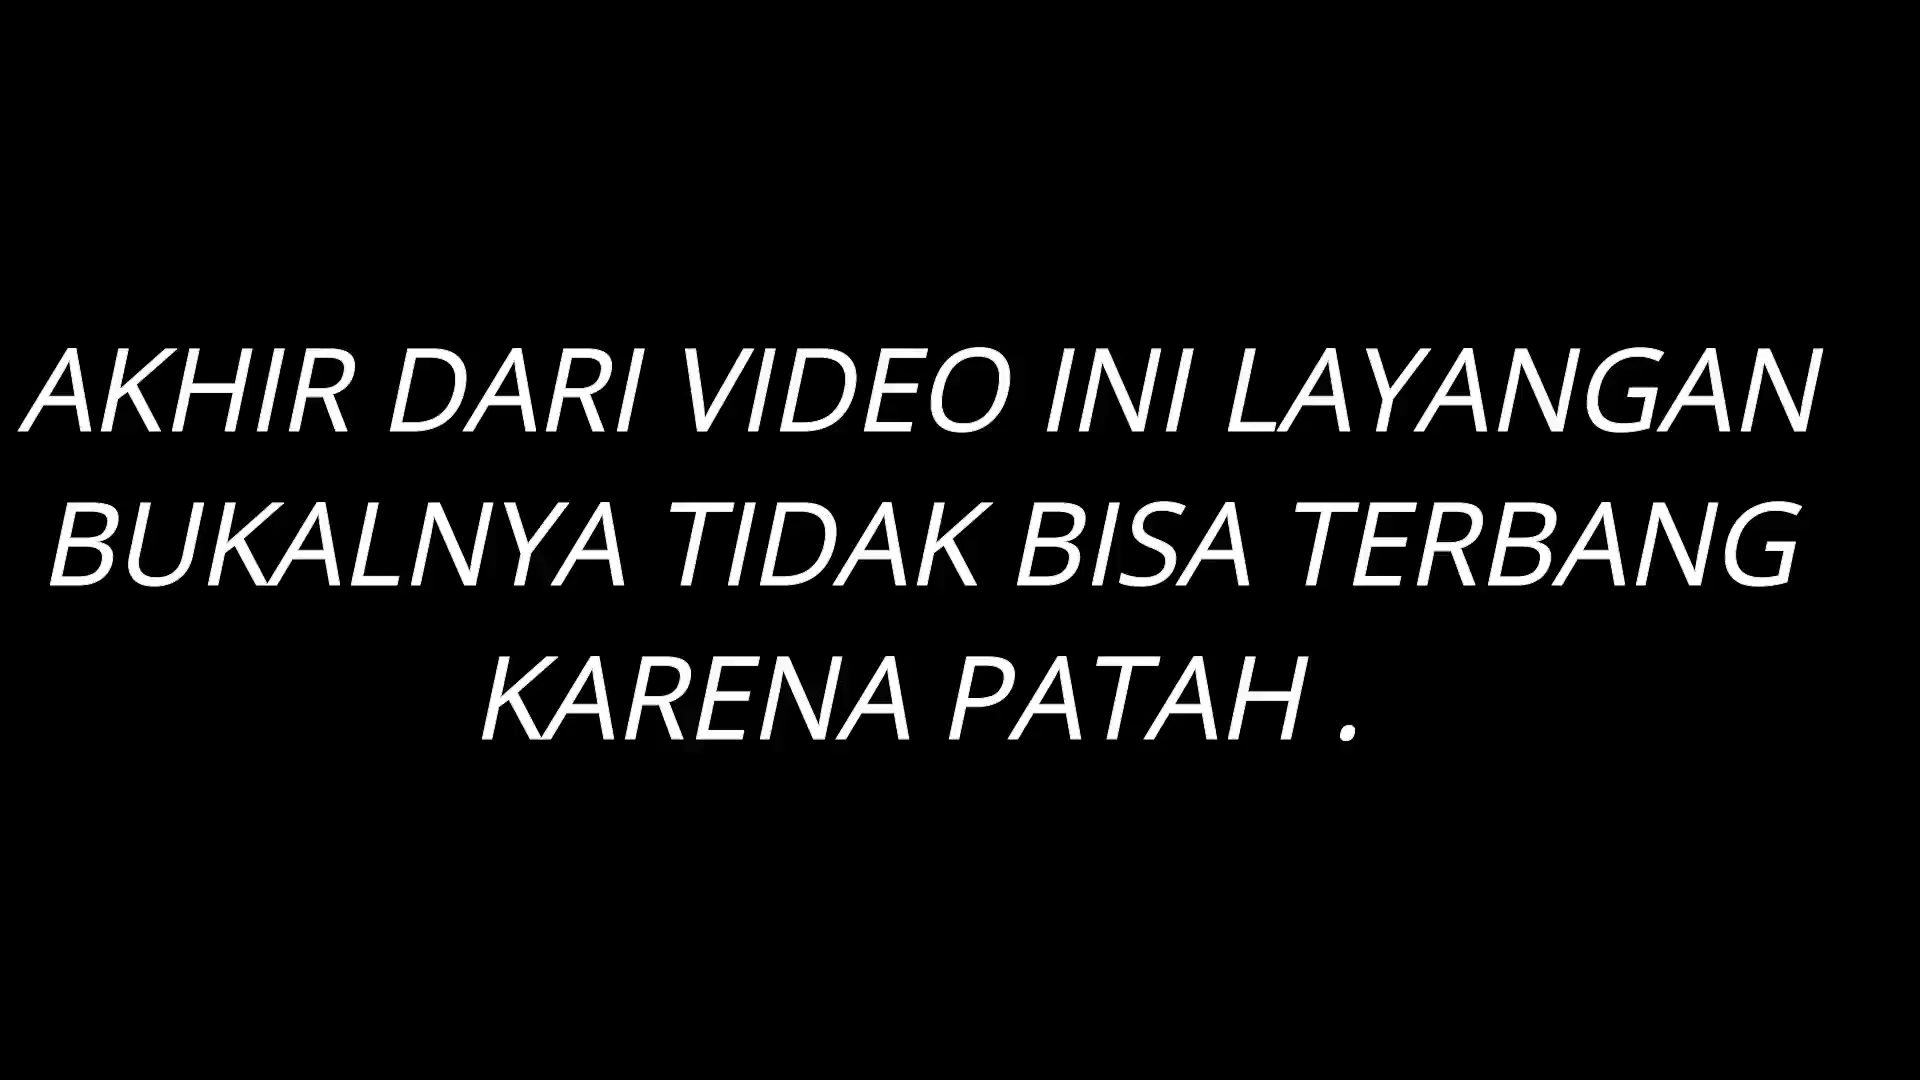 AKHIR DARI VIDEO INI LAYANGAN
BUKALNYA TIDAK BISA TERBANG
KARENA PATAH .